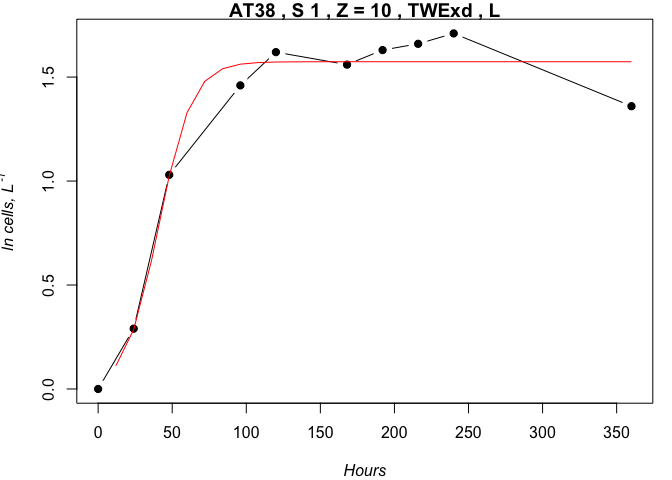 AT38 , S 1 , Z = 10 , TWExd , L
ln cells, L⁻¹
0.0 0.5 1.0 1.5
0 50 100 150 200 250 300 350
Hours